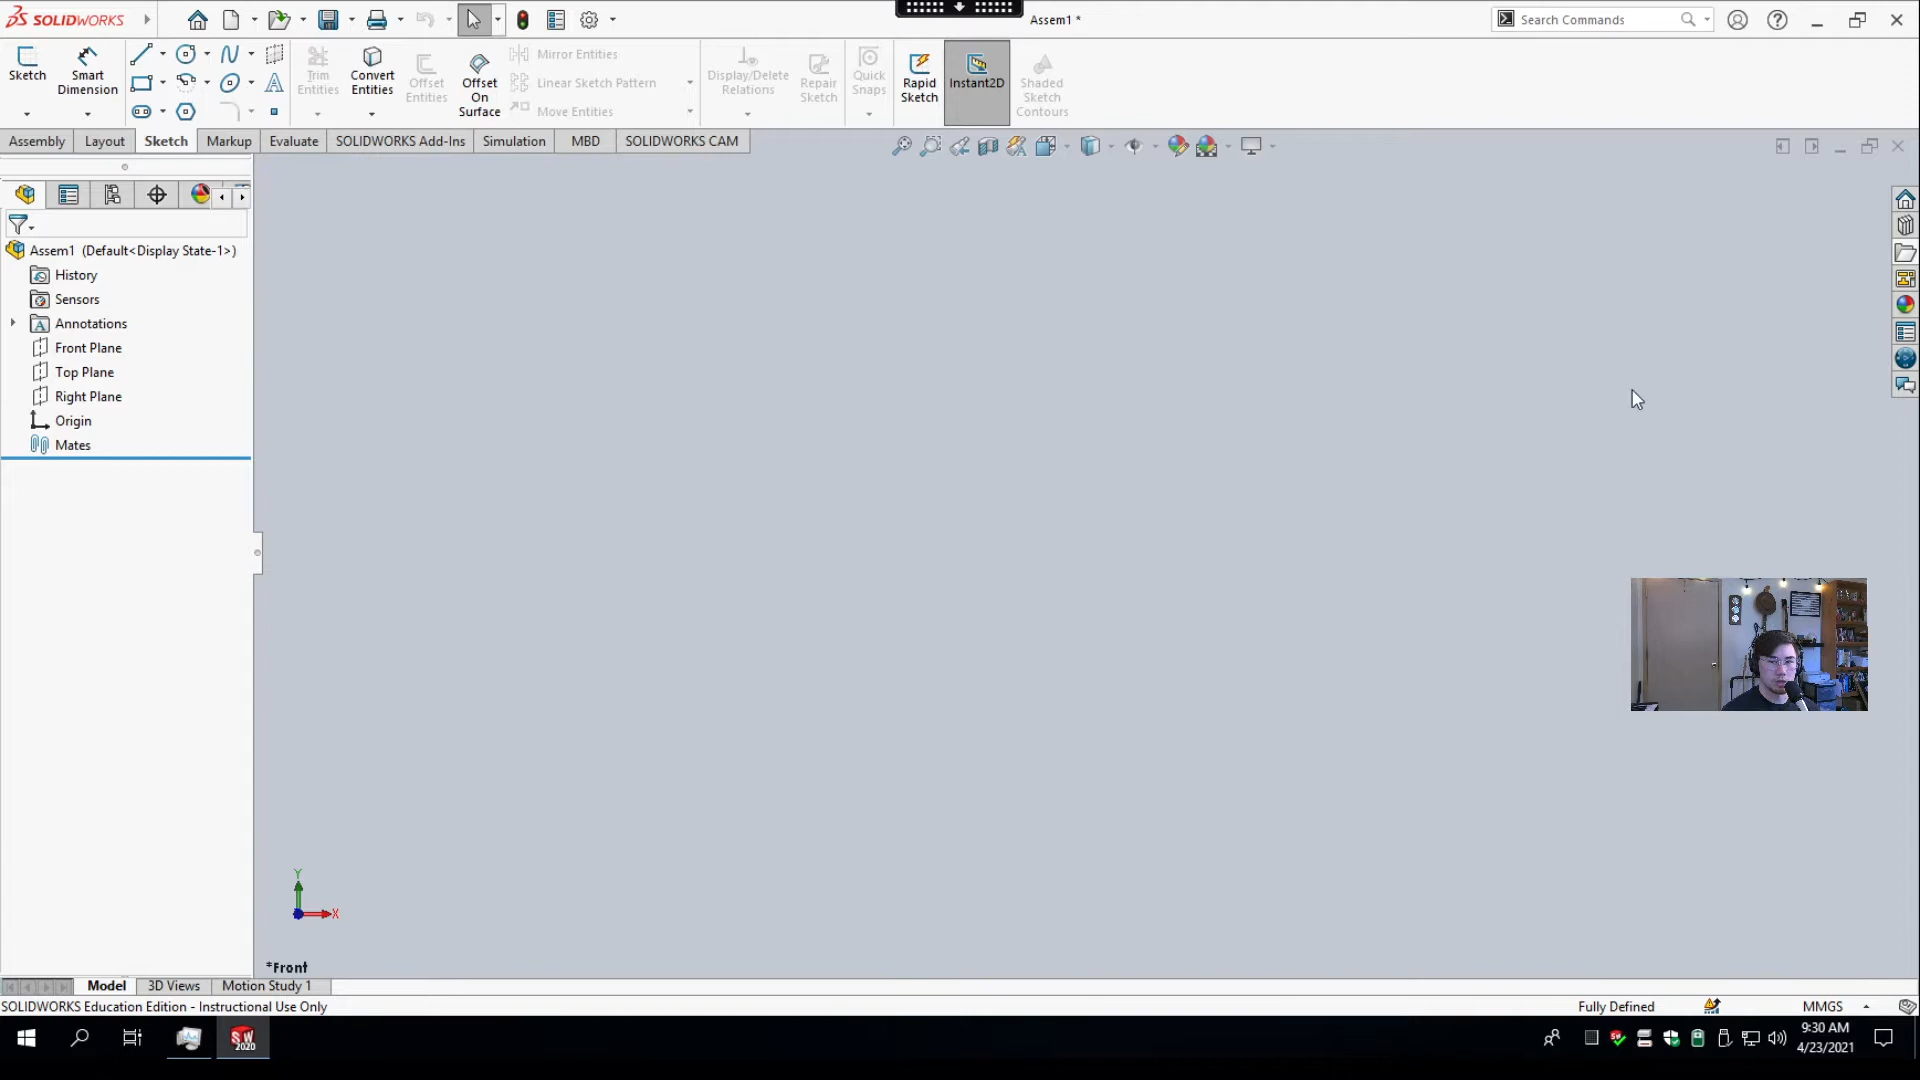 SOLIDWORKS
Assem1 *
Search Commands
Sketch
Smart Dimension
Trim Entities
Convert Entities
Offset Entities
Offset On Surface
Mirror Entities
Linear Sketch Pattern
Move Entities
Display/Delete Relations
Repair Sketch
Quick Snaps
Rapid Sketch
Instant2D
Shaded Sketch Contours
Assembly
Layout
Sketch
Markup
Evaluate
SOLIDWORKS Add-Ins
Simulation
MBD
SOLIDWORKS CAM
Assem1 (Default<Display State-1>)
History
Sensors
Annotations
Front Plane
Top Plane
Right Plane
Origin
Mates
Y
X
*Front
Model
3D Views
Motion Study 1
SOLIDWORKS Education Edition - Instructional Use Only
Fully Defined
MMGS
SW
2020
9:30 AM
4/23/2021